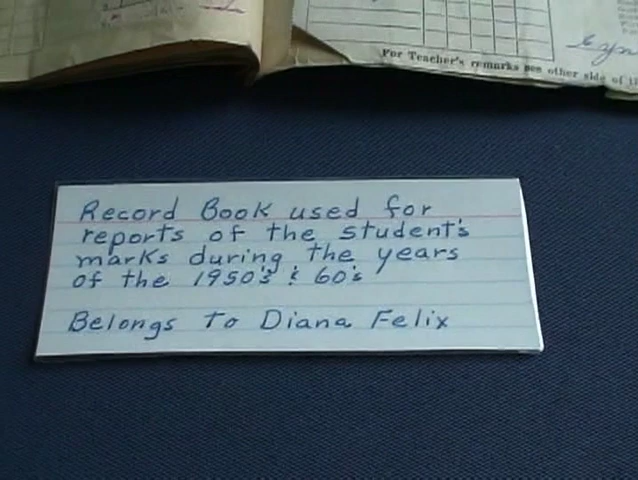 For Teacher's remarks see other side of
Record Book used for
reports of the student's
marks during the years
of the 1950's & 60's
Belongs to Diana Felix